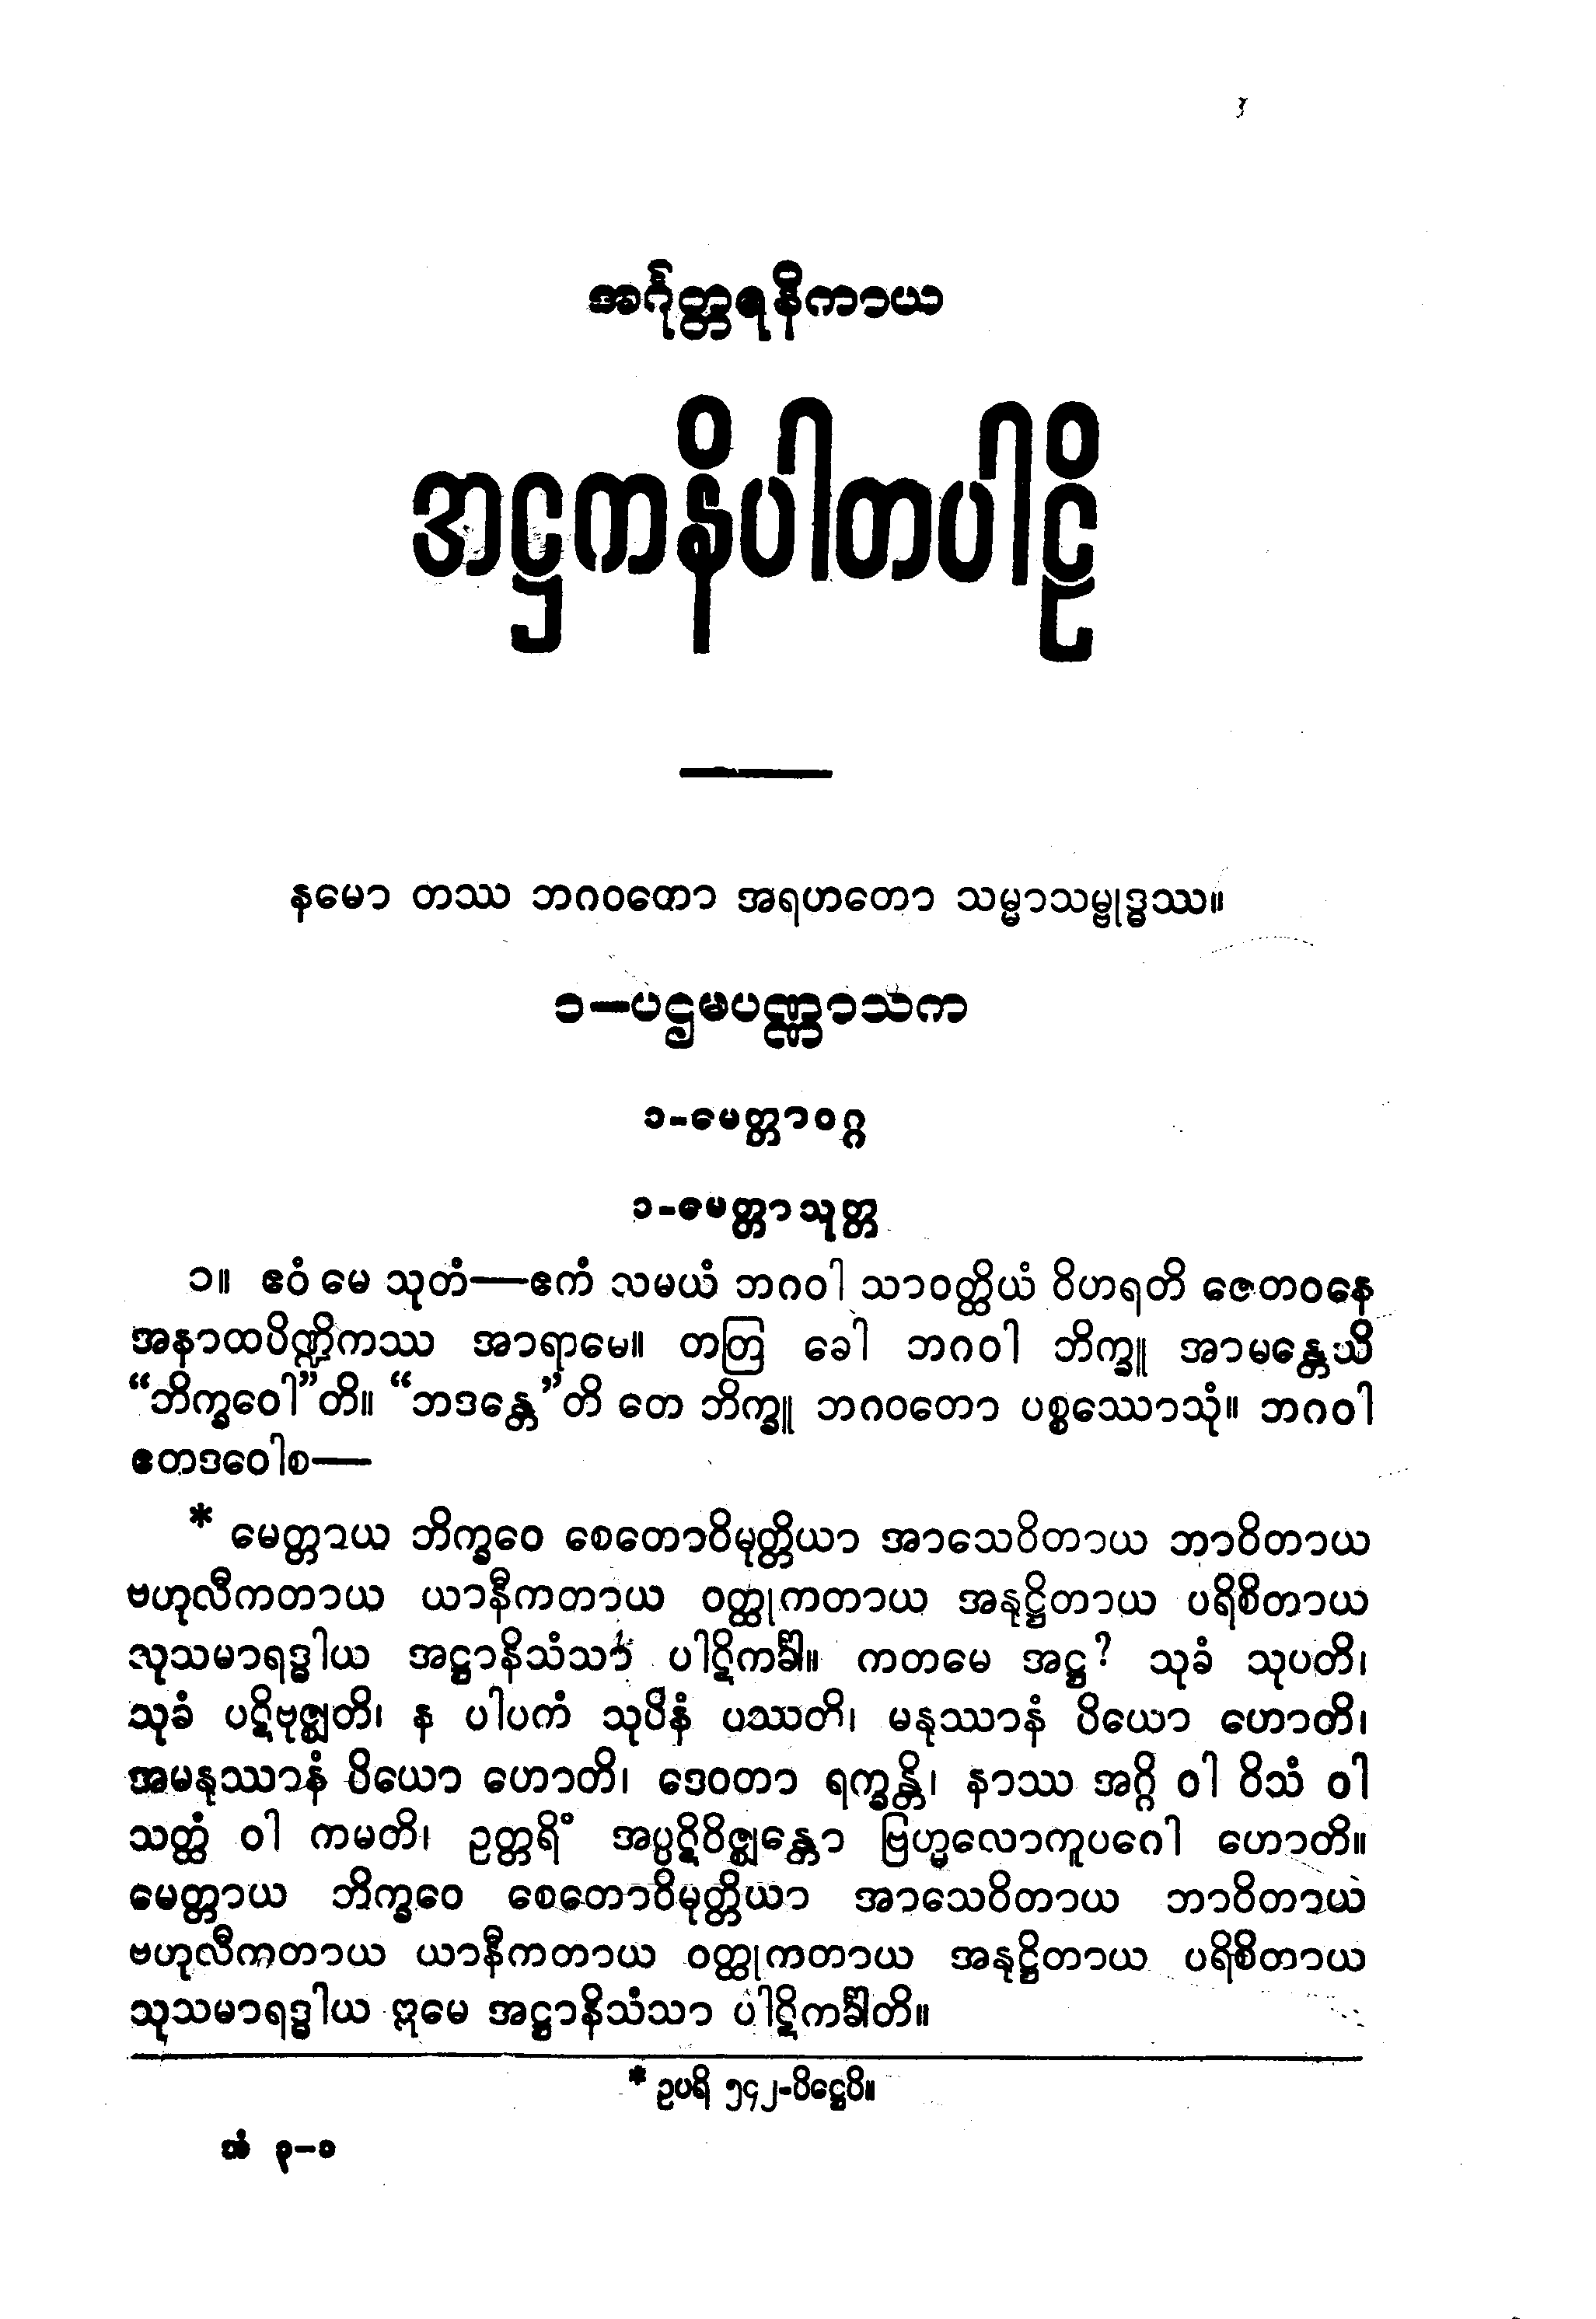 အင်္ဂုတ္တရနိကာယ
အဋ္ဌကနိပါတပါဠိ
နမော တဿ ဘဂဝတော အရဟတော သမ္မာသမ္ဗုဒ္ဓဿ။
၁—ပဌမပဏ္ဏာသက
၁-မေတ္တာဝဂ္ဂ
၁-မေတ္တာသုတ္တ
၁။ ဧဝံ မေ သုတံ—ဧကံ သမယံ ဘဂဝါ သာဝတ္ထိယံ ဝိဟရတိ ဇေတဝနေ
အနာထပိဏ္ဍိကဿ အာရာမေ။ တတြ ခေါ ဘဂဝါ ဘိက္ခူ အာမန္တေသိ
“ဘိက္ခဝေါ”တိ။ “ဘဒန္တေ”တိ တေ ဘိက္ခူ ဘဂဝတော ပစ္စဿောသုံ။ ဘဂဝါ
ဧတဒဝေါစ—
* မေတ္တာယ ဘိက္ခဝေ စေတောဝိမုတ္တိယာ အာသေဝိတာယ ဘာဝိတာယ
ဗဟုလီကတာယ ယာနီကတာယ ဝတ္ထုကတာယ အနုဋ္ဌိတာယ ပရိစိတာယ
သုသမာရဒ္ဓါယ အဋ္ဌာနိသံသာ ပါဋိကင်္ခါ။ ကတမေ အဋ္ဌ? သုခံ သုပတိ၊
သုခံ ပဋိဗုဇ္ဈတိ၊ န ပါပကံ သုပိနံ ပဿတိ၊ မနုဿာနံ ပိယော ဟောတိ၊
အမနုဿာနံ ပိယော ဟောတိ၊ ဒေဝတာ ရက္ခန္တိ၊ နာဿ အဂ္ဂိ ဝါ ဝိသံ ဝါ
သတ္ထံ ဝါ ကမတိ၊ ဥတ္တရိံ အပ္ပဋိဝိဇ္ဈန္တော ဗြဟ္မလောကူပဂေါ ဟောတိ။
မေတ္တာယ ဘိက္ခဝေ စေတောဝိမုတ္တိယာ အာသေဝိတာယ ဘာဝိတာယ
ဗဟုလီကတာယ ယာနီကတာယ ဝတ္ထုကတာယ အနုဋ္ဌိတာယ ပရိစိတာယ
သုသမာရဒ္ဓါယ ဣမေ အဋ္ဌာနိသံသာ ပါဋိကင်္ခါတိ။
* ဥပရိ ၅၄၂-ပိဋ္ဌေပိ။
အံ ၃-၁